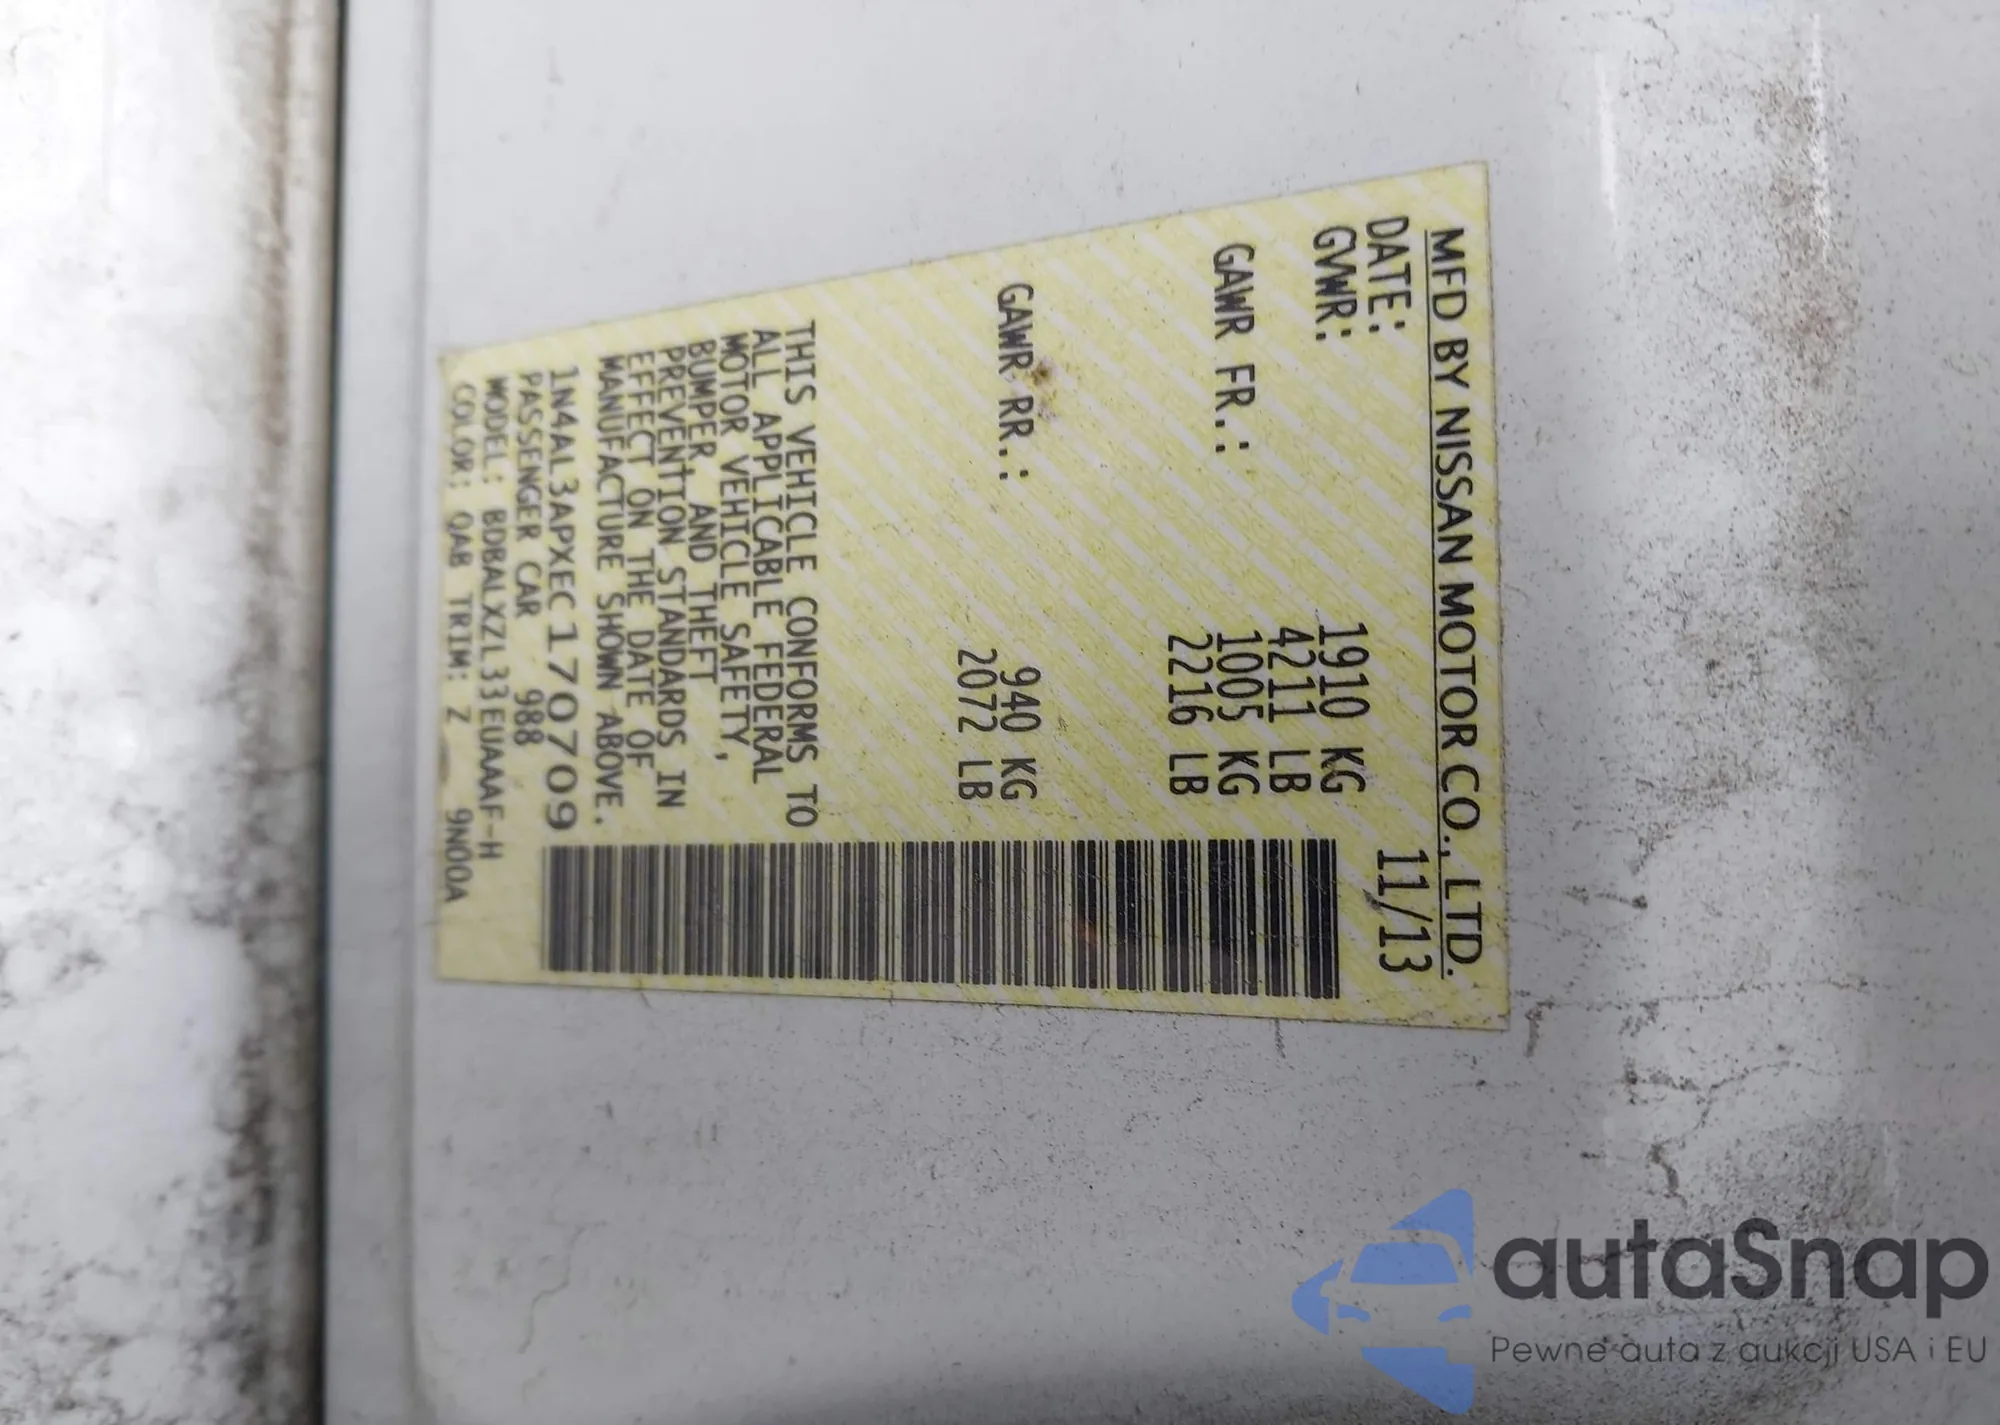 MFD BY NISSAN MOTOR CO., LTD.
DATE: 11/13
GVWR: 1910 KG
4211 LB
GAWR FR.: 1005 KG
2216 LB
GAWR RR.: 940 KG
2072 LB
THIS VEHICLE CONFORMS TO
ALL APPLICABLE FEDERAL
MOTOR VEHICLE SAFETY,
BUMPER, AND THEFT
PREVENTION STANDARDS IN
EFFECT ON THE DATE OF
MANUFACTURE SHOWN ABOVE.
1N4AL3APXEC170709
PASSENGER CAR 988
MODEL: BDBALXZL33EUAAAF-H
COLOR: QAB TRIM: Z 9N00A
autaSnap
Pewne auta z aukcji USA i EU